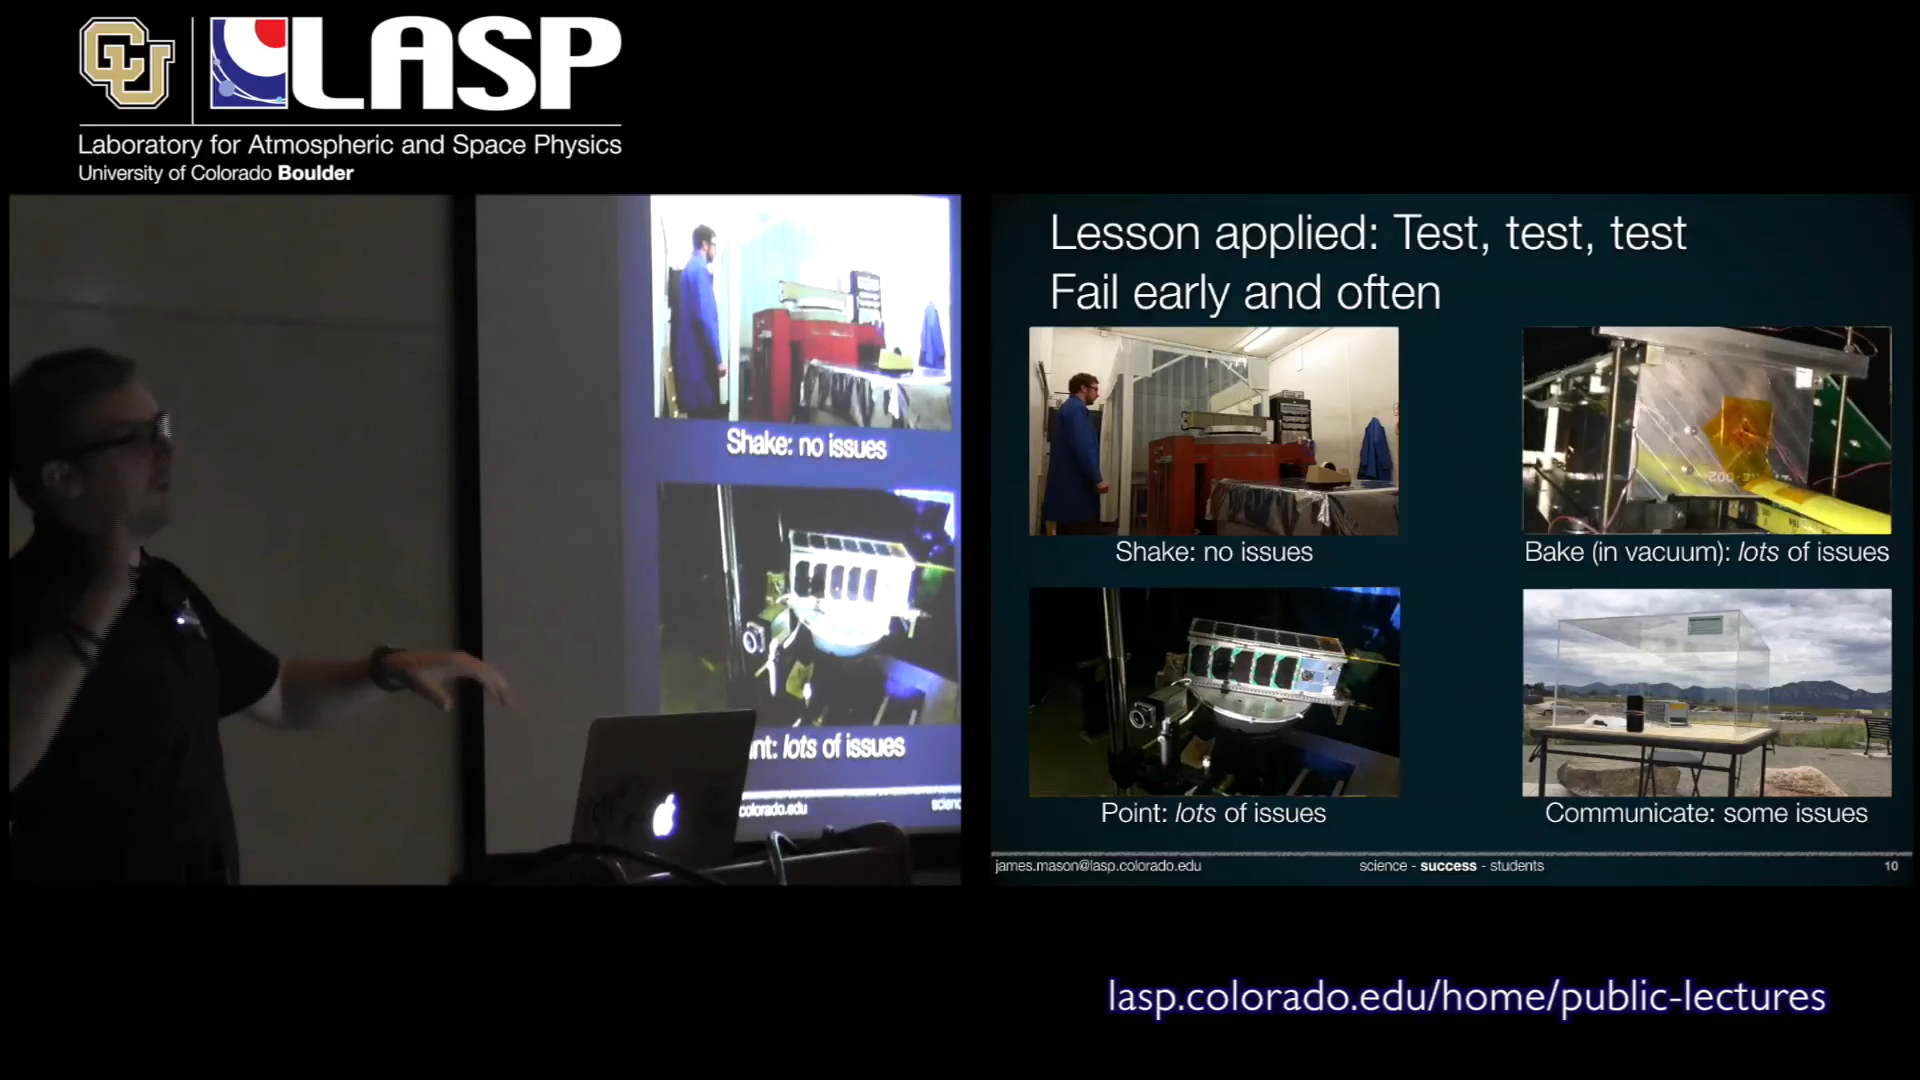 CU
LASP
Laboratory for Atmospheric and Space Physics
University of Colorado Boulder
Shake: no issues
nt: lots of issues
colorado.edu
Lesson applied: Test, test, test
Fail early and often
Shake: no issues
Bake (in vacuum): lots of issues
Point: lots of issues
Communicate: some issues
james.mason@lasp.colorado.edu
science - success - students
10
lasp.colorado.edu/home/public-lectures